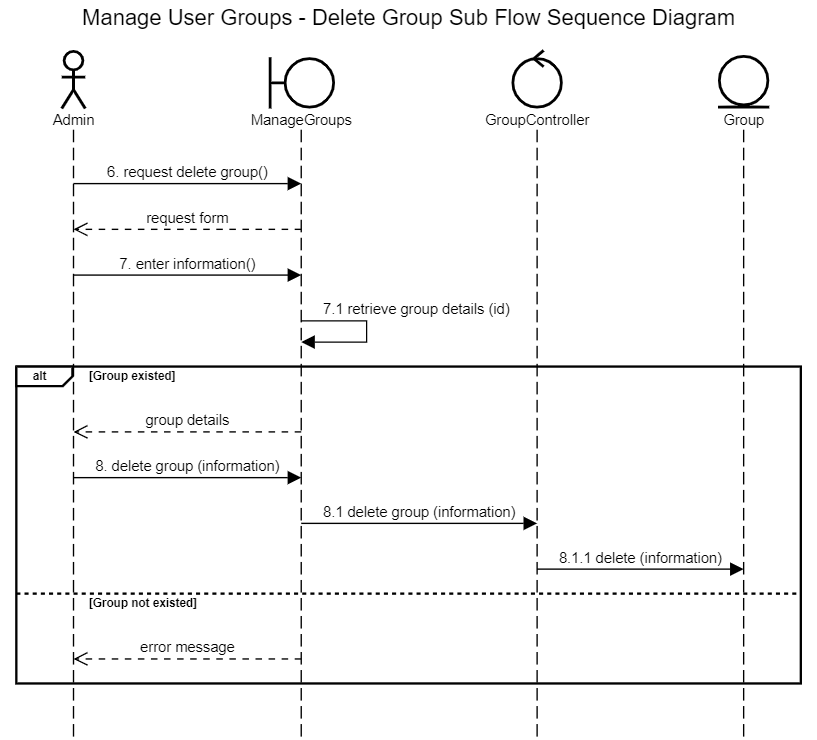 Manage User Groups - Delete Group Sub Flow Sequence Diagram
Admin
ManageGroups
GroupController
Group
6. request delete group()
request form
7. enter information()
7.1 retrieve group details (id)
alt
[Group existed]
group details
8. delete group (information)
8.1 delete group (information)
8.1.1 delete (information)
[Group not existed]
error message